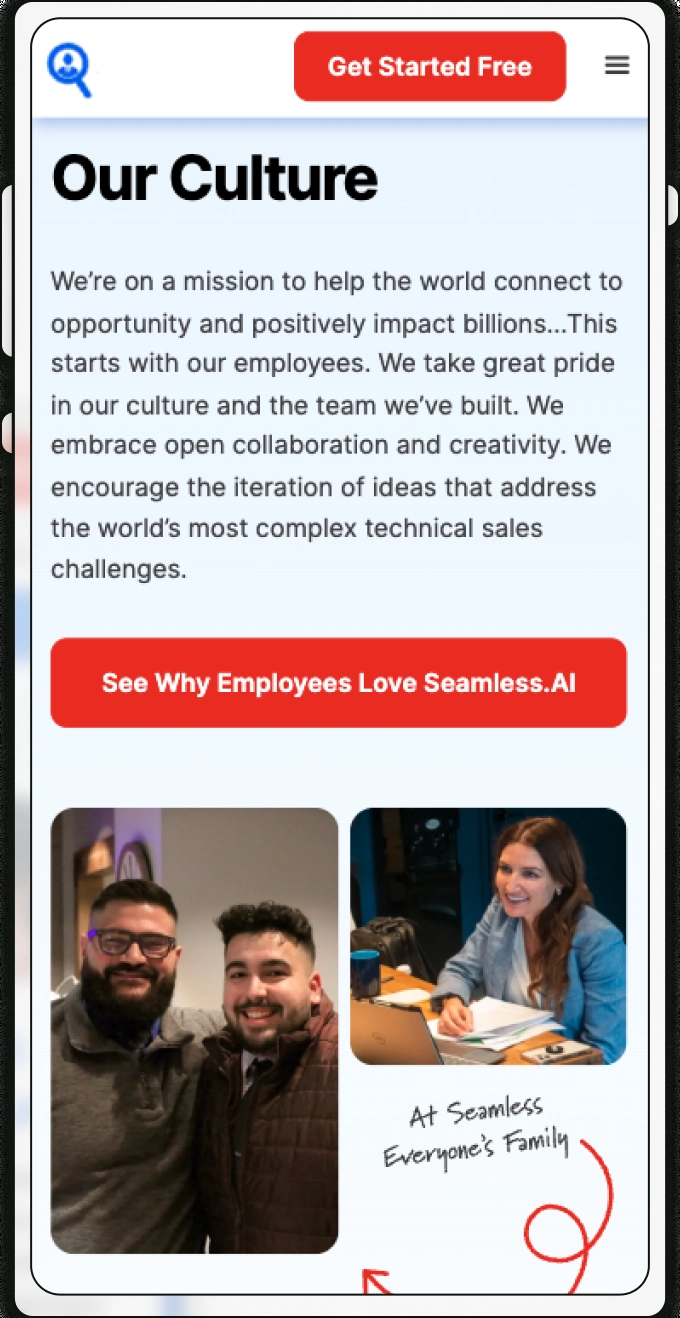 Get Started Free
Our Culture
We’re on a mission to help the world connect to
opportunity and positively impact billions...This
starts with our employees. We take great pride
in our culture and the team we’ve built. We
embrace open collaboration and creativity. We
encourage the iteration of ideas that address
the world’s most complex technical sales
challenges.
See Why Employees Love Seamless.AI
At Seamless
Everyone's Family